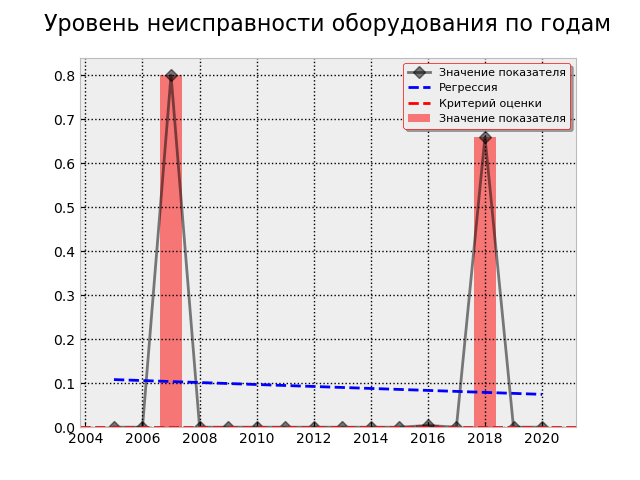 Уровень неисправности оборудования по годам
Значение показателя
Регрессия
Критерий оценки
Значение показателя
0.8
0.7
0.6
0.5
0.4
0.3
0.2
0.1
0.0
2004 2006 2008 2010 2012 2014 2016 2018 2020